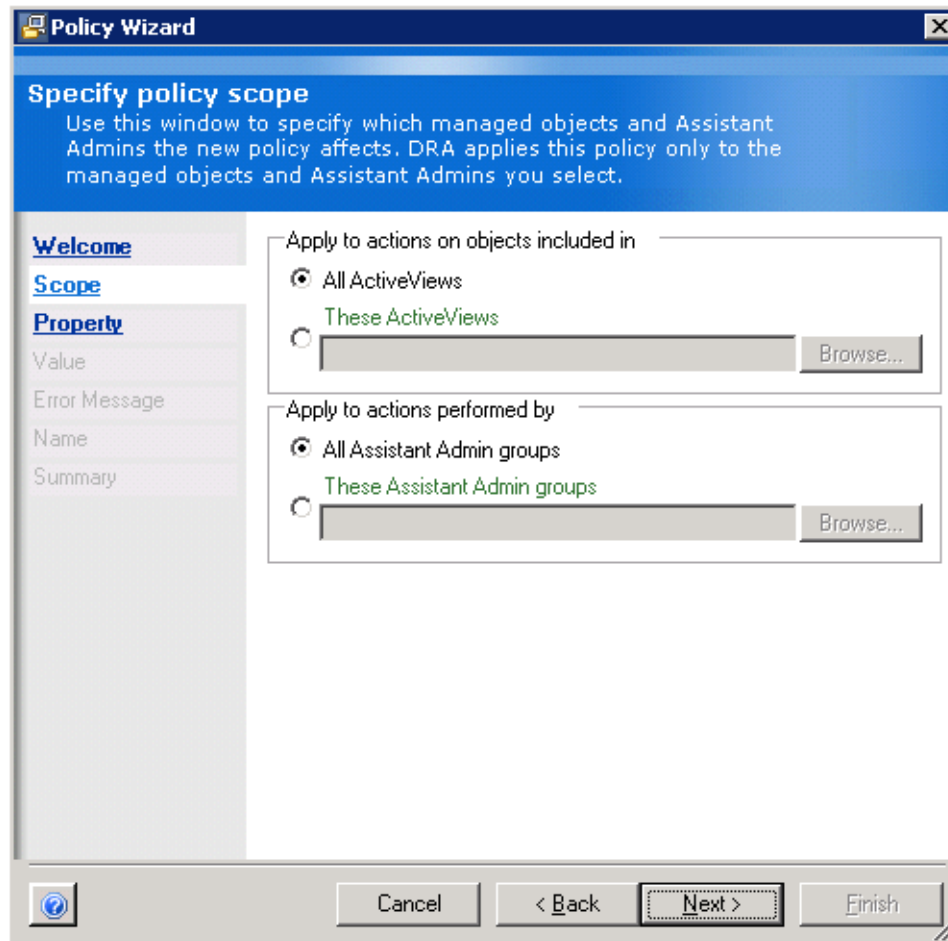 Policy Wizard
Specify policy scope
Use this window to specify which managed objects and Assistant
Admins the new policy affects. DRA applies this policy only to the
managed objects and Assistant Admins you select.
Welcome
Scope
Property
Value
Error Message
Name
Summary
Apply to actions on objects included in
All ActiveViews
These ActiveViews
Browse...
Apply to actions performed by
All Assistant Admin groups
These Assistant Admin groups
Browse...
Cancel
< Back
Next >
Finish